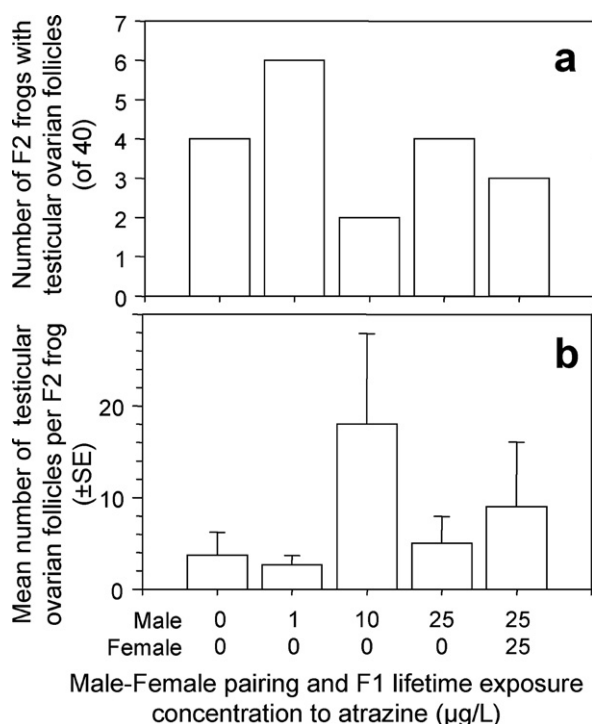 a
Number of F2 frogs with
testicular ovarian follicles
(of 40)
7
6
5
4
3
2
1
0
b
Mean number of testicular
ovarian follicles per F2 frog
(±SE)
20
10
0
Male 0 1 10 25 25
Female 0 0 0 0 25
Male-Female pairing and F1 lifetime exposure
concentration to atrazine (µg/L)